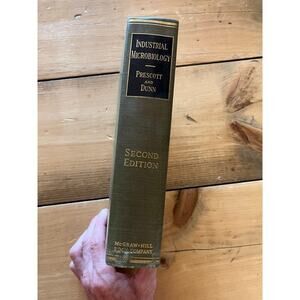 INDUSTRIAL
MICROBIOLOGY
PRESCOTT
AND
DUNN
SECOND
EDITION
MCGRAW-HILL
BOOK COMPANY